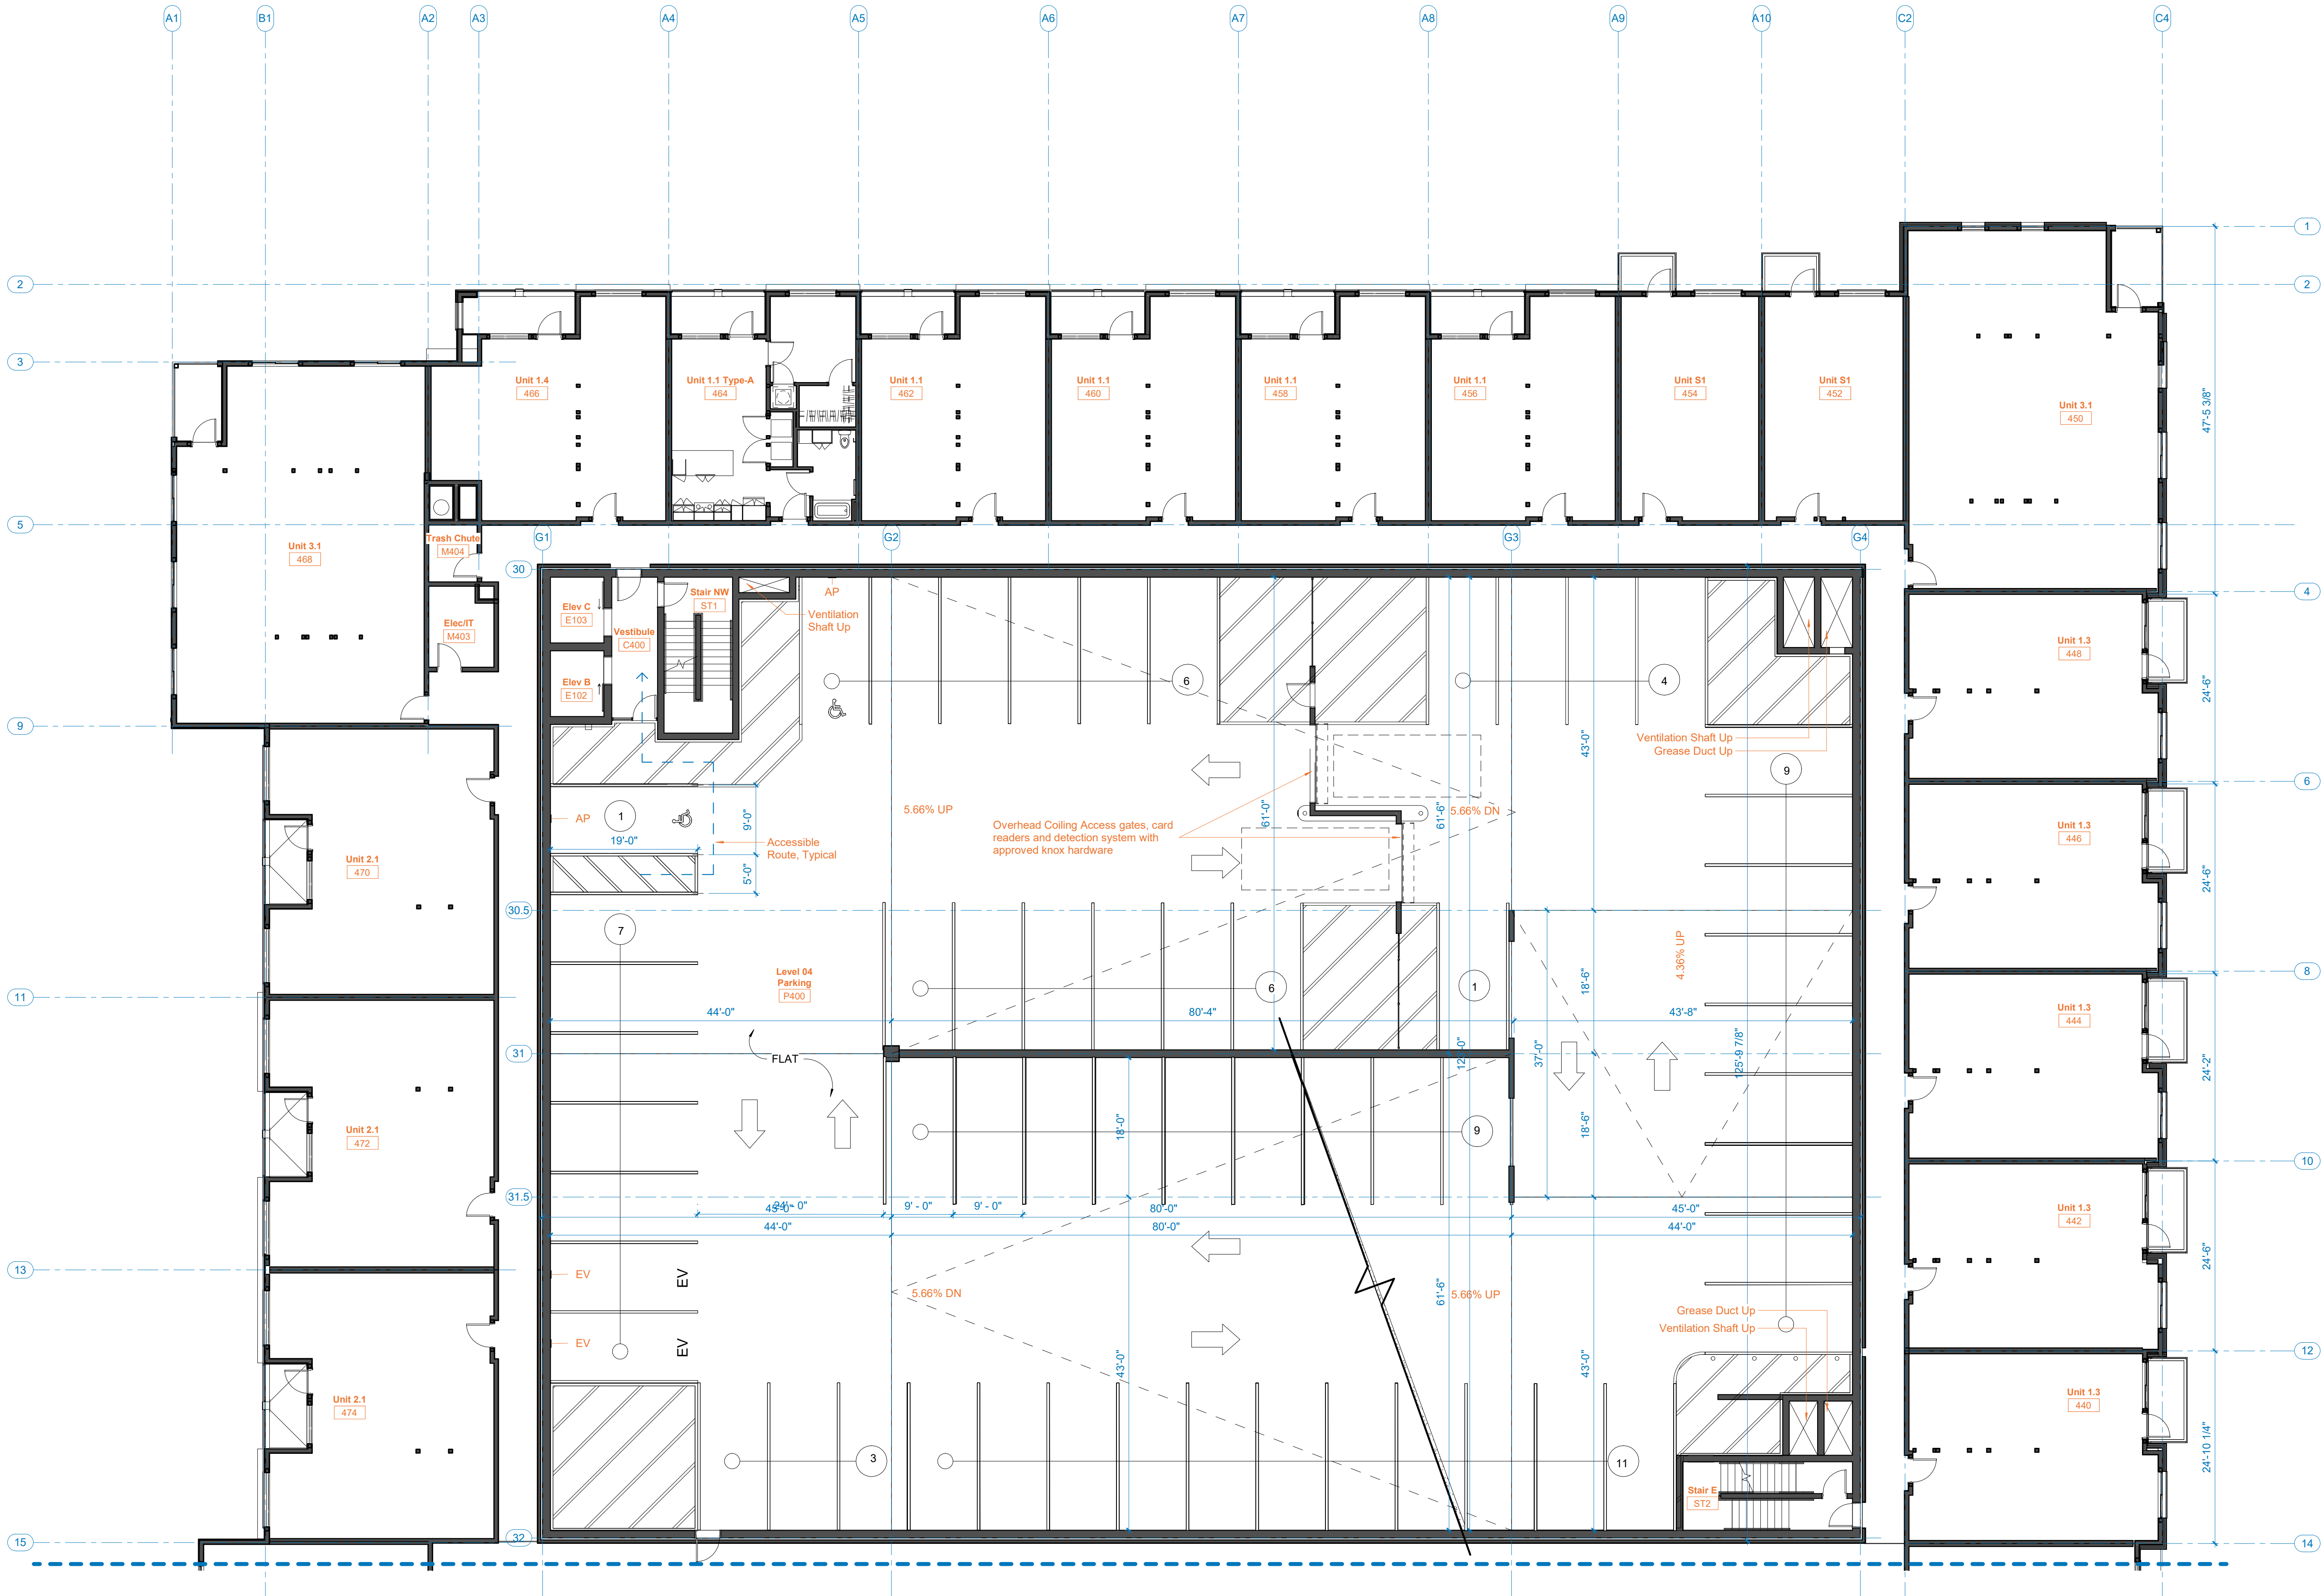 A1
B1
A2
A3
A4
A5
A6
A7
A8
A9
A10
C2
C4
1
2
2
3
Unit 1.4
466
Unit 1.1 Type-A
464
Unit 1.1
462
Unit 1.1
460
Unit 1.1
458
Unit 1.1
456
Unit S1
454
Unit S1
452
Unit 3.1
450
47'-5 3/8"
5
Unit 3.1
468
Trash Chute
M404
Elec/IT
M403
G1
G2
G3
G4
30
4
Elev C
E103
Vestibule
C400
Stair NW
ST1
Ventilation
Shaft Up
AP
Elev B
E102
6
4
Unit 1.3
448
24'-6"
9
Ventilation Shaft Up
Grease Duct Up
43'-0"
9
6
AP
1
19'-0"
9'-0"
5'-0"
Accessible
Route, Typical
5.66% UP
Overhead Coiling Access gates, card
readers and detection system with
approved knox hardware
61'-0"
61'-6"
5.66% DN
Unit 1.3
446
24'-6"
Unit 2.1
470
30.5
7
4.36% UP
8
11
Level 04
Parking
P400
6
1
18'-6"
44'-0"
80'-4"
43'-8"
Unit 1.3
444
24'-2"
31
FLAT
37'-0"
125'-9 7/8"
Unit 2.1
472
18'-0"
9
18'-6"
10
31.5
9' - 0"
9' - 0"
45'-0"
80'-0"
45'-0"
44'-0"
80'-0"
44'-0"
Unit 1.3
442
24'-6"
13
EV
EV
5.66% DN
61'-6"
5.66% UP
Grease Duct Up
Ventilation Shaft Up
EV
EV
12
43'-0"
43'-0"
Unit 2.1
474
Unit 1.3
440
24'-10 1/4"
3
11
Stair E
ST2
15
32
14